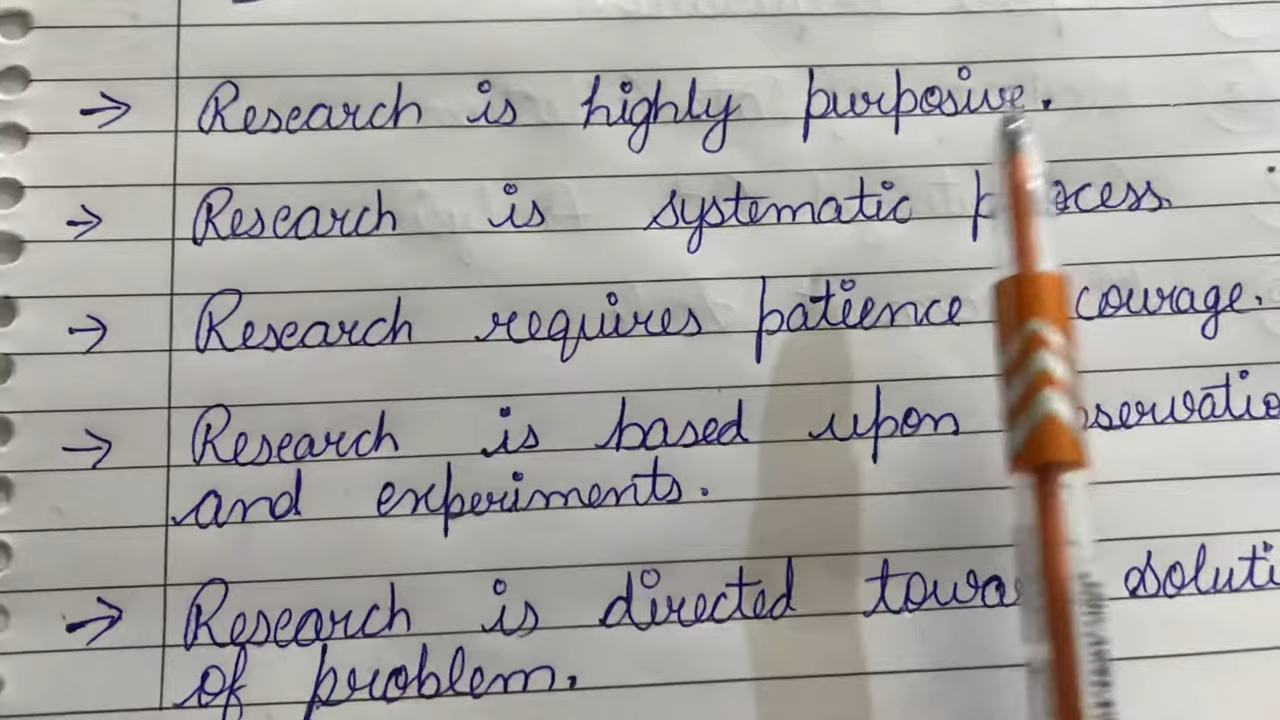 → Research is highly purposive.
→ Research is systematic process.
→ Research requires patience courage.
→ Research is based upon
and experiments.
→ Research is directed
of problem.